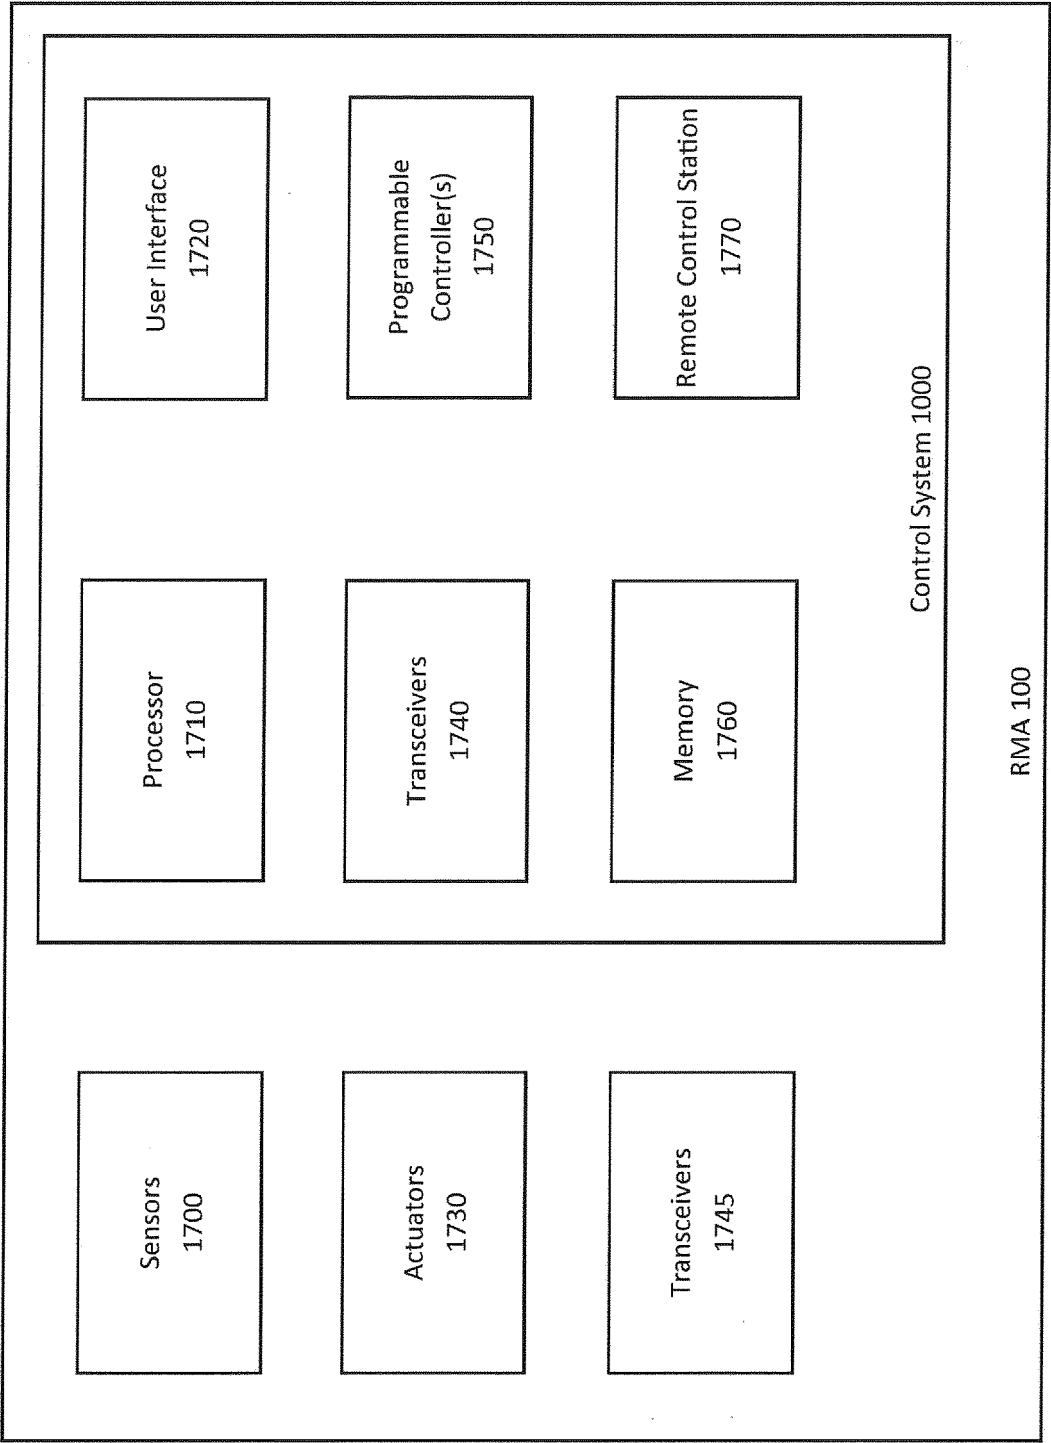 Sensors
1700
Processor
1710
User Interface
1720
Actuators
1730
Transceivers
1740
Programmable
Controller(s)
1750
Transceivers
1745
Memory
1760
Remote Control Station
1770
Control System 1000
RMA 100